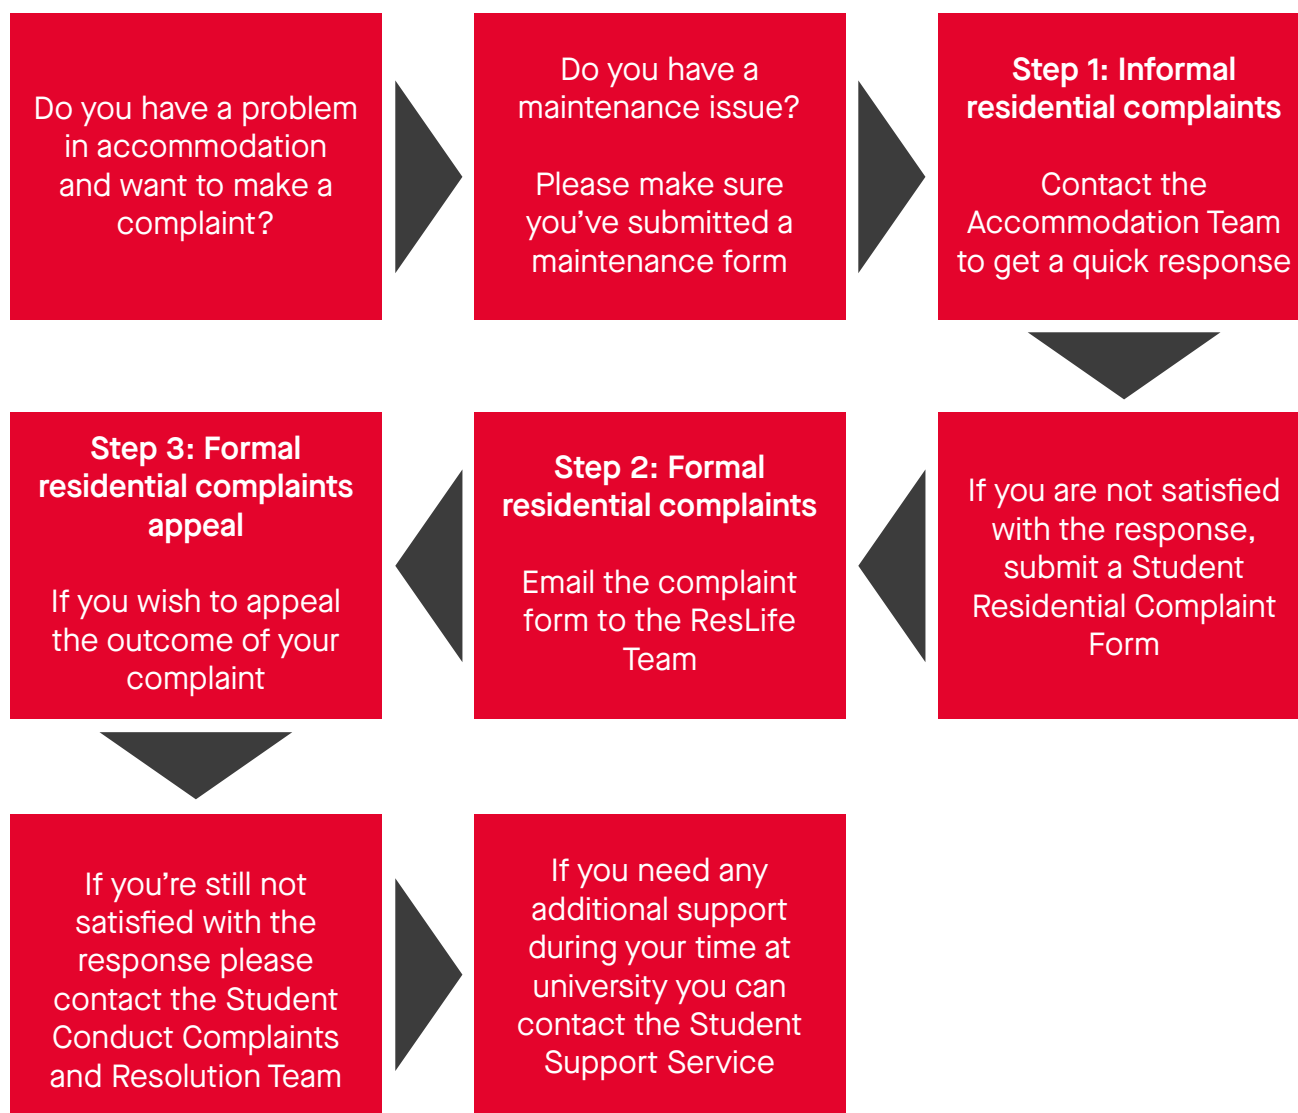 Do you have a problem
in accommodation
and want to make a
complaint?
Do you have a
maintenance issue?
Please make sure
you’ve submitted a
maintenance form
Step 1: Informal
residential complaints
Contact the
Accommodation Team
to get a quick response
If you are not satisfied
with the response,
submit a Student
Residential Complaint
Form
Step 2: Formal
residential complaints
Email the complaint
form to the ResLife
Team
Step 3: Formal
residential complaints
appeal
If you wish to appeal
the outcome of your
complaint
If you’re still not
satisfied with the
response please
contact the Student
Conduct Complaints
and Resolution Team
If you need any
additional support
during your time at
university you can
contact the Student
Support Service